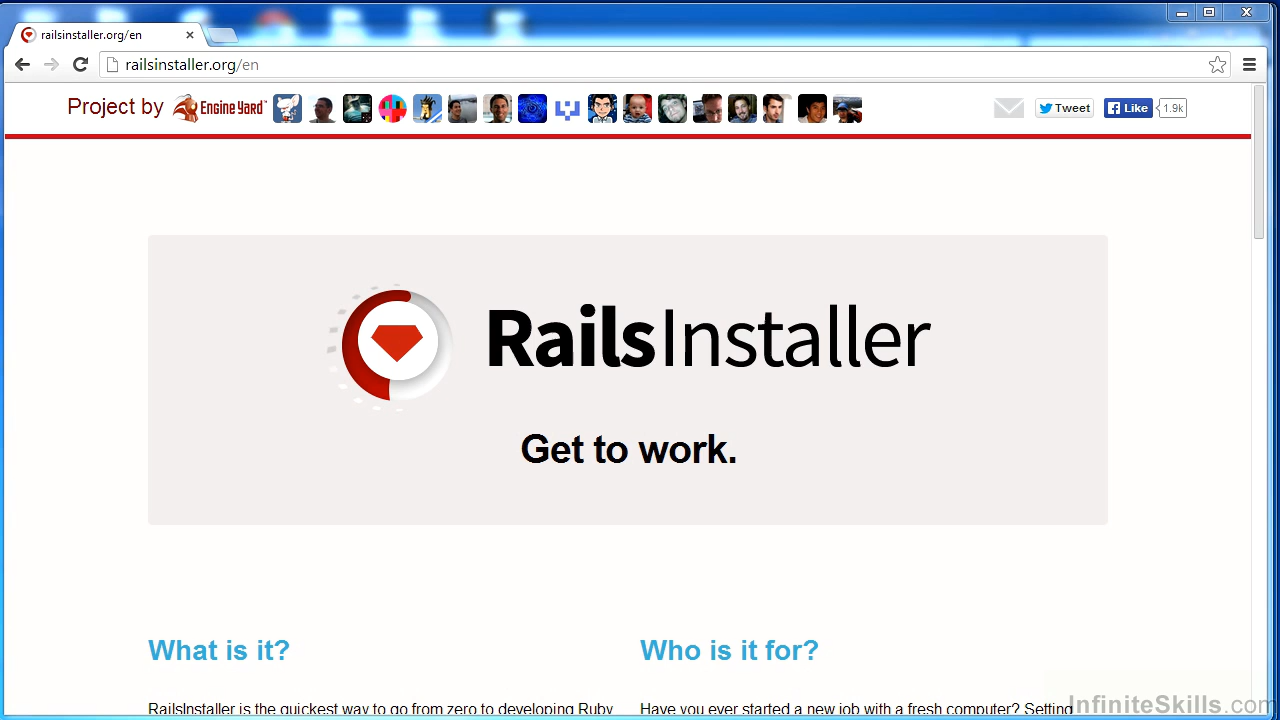 railsinstaller.org/en
railsinstaller.org/en
Project by Engine Yard
Tweet
Like
1.9k
RailsInstaller
Get to work.
What is it?
Who is it for?
RailsInstaller is the quickest way to go from zero to developing Ruby
Have you ever started a new job with a fresh computer? Setting
InfiniteSkills.com